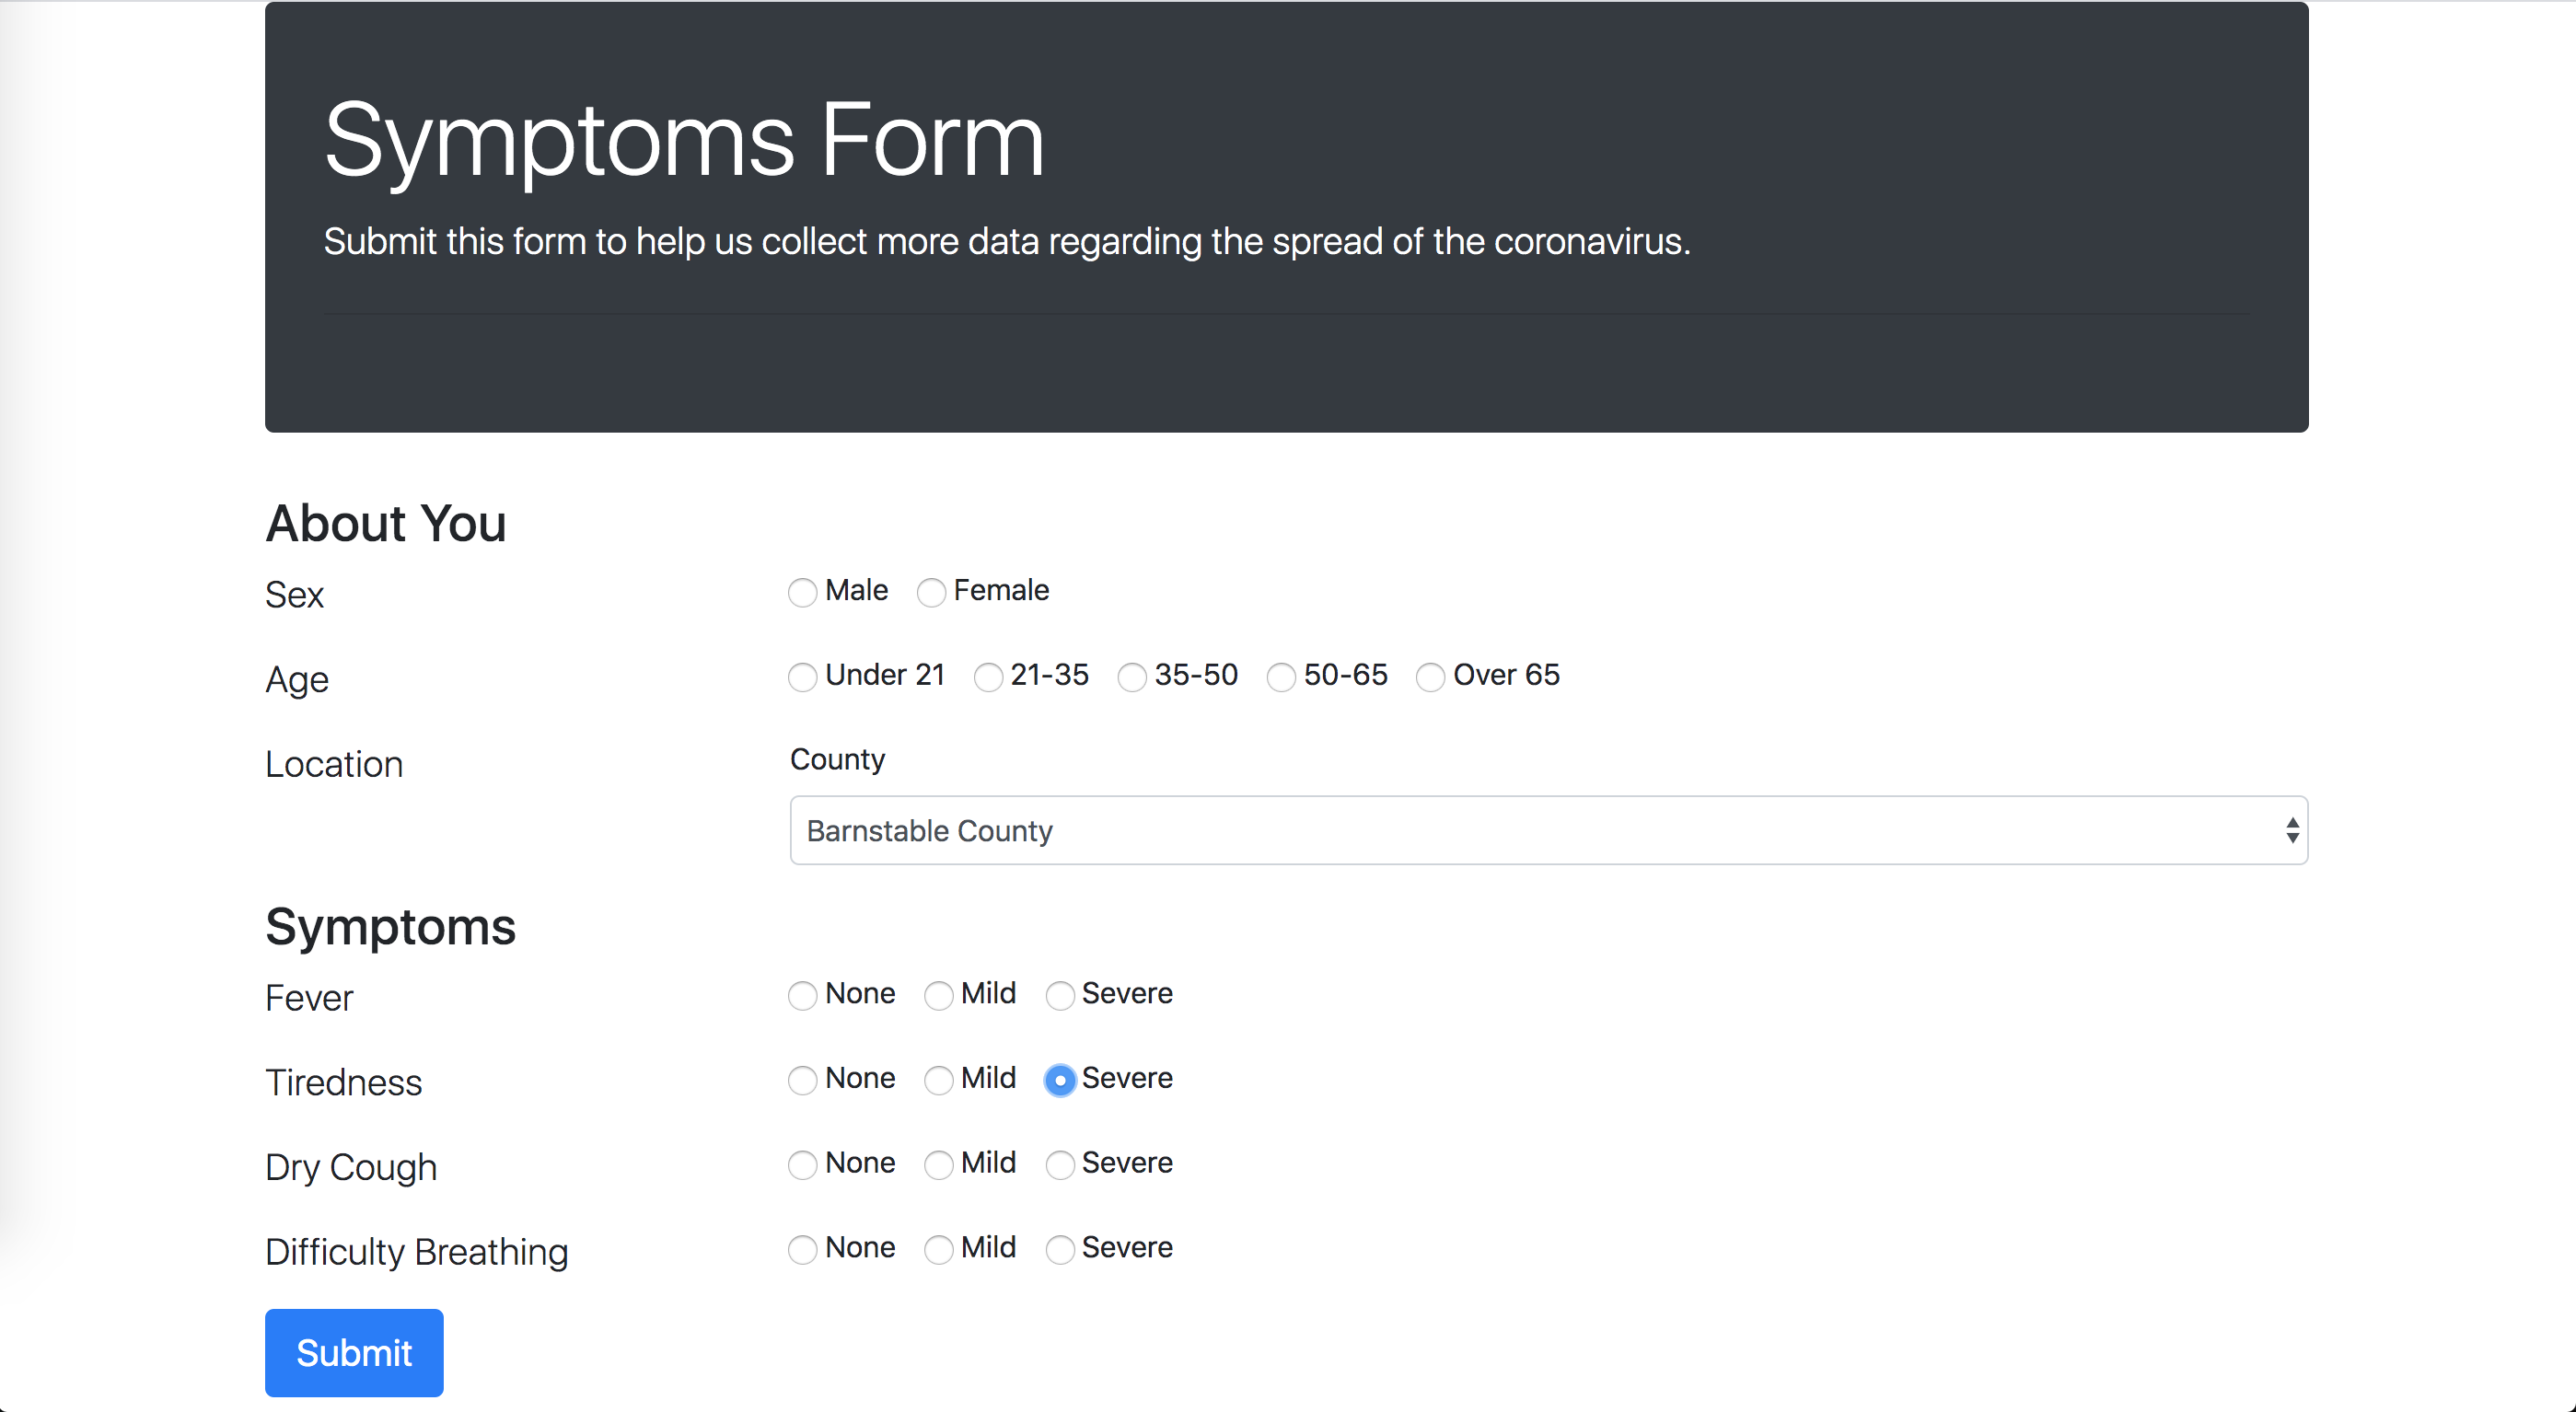 Symptoms Form
Submit this form to help us collect more data regarding the spread of the coronavirus.
About You
Sex Male Female
Age Under 21 21-35 35-50 50-65 Over 65
Location County
Barnstable County
Symptoms
Fever None Mild Severe
Tiredness None Mild Severe
Dry Cough None Mild Severe
Difficulty Breathing None Mild Severe
Submit